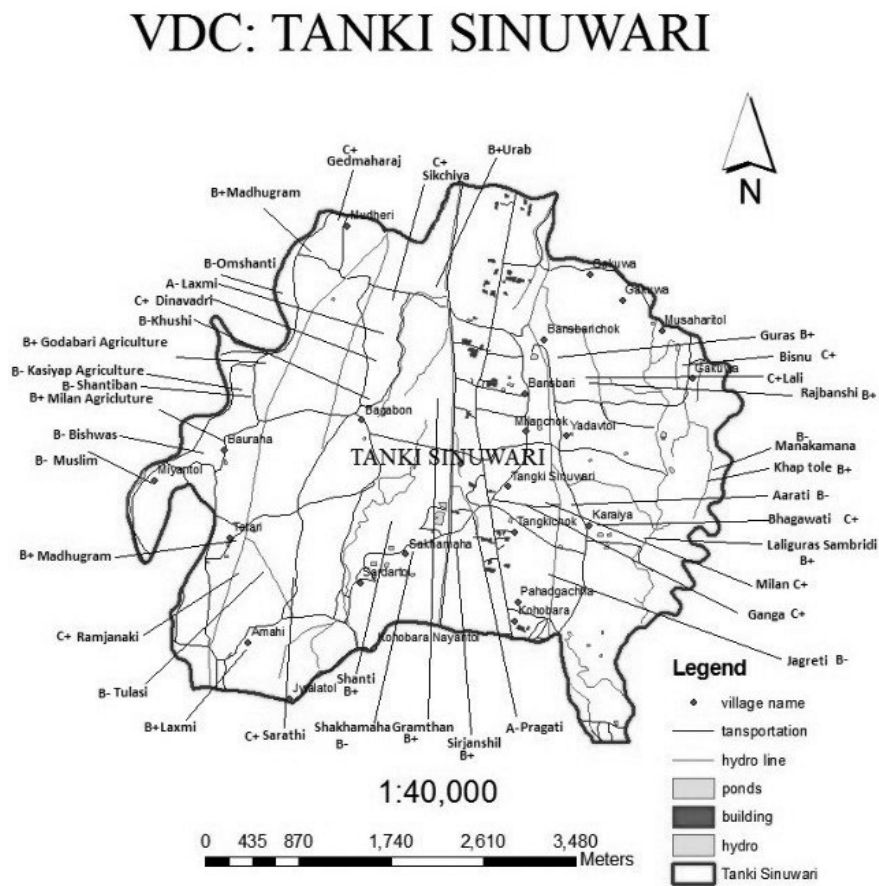 VDC: TANKI SINUWARI
N
C+
Gedmaharaj
C+
Sikchiya
B+Urab
B+Madhugram
Mudheri
B-Omshanti
A- Laxmi
C+ Dinavadri
B-Khushi
B+ Godabari Agriculture
B- Kasiyap Agriculture
B- Shantiban
B+ Milan Agricluture
B- Bishwas
B- Muslim
B+ Madhugram
C+ Ramjanaki
B- Tulasi
B+Laxmi
C+ Sarathi
Shanti
B+
Shakhamaha
B-
Gramthan
B+
Sirjanshil
B+
A-Pragati
Gakuwa
Gakuwa
Musaharitol
Bansbarichok
Gakuwa
Bansbari
Bagabon
Milanchok
Yadavtol
Bauraha
TANKI SINUWARI
Miyantol
Tangki Sinuwari
Tetari
Tangkichok
Karaiya
Sakhamaha
Sardartol
Pahadgachha
Kohobara
Kohobara Nayantol
Amahi
Jyalatol
Guras B+
Bisnu C+
C+Lali
Rajbanshi B+
B-
Manakamana
Khap tole B+
Aarati B-
Bhagawati C+
Laliguras Sambridi
B+
Milan C+
Ganga C+
Jagreti B-
Legend
village name
tansportation
hydro line
ponds
building
hydro
Tanki Sinuwari
1:40,000
0 435 870 1,740 2,610 3,480
Meters